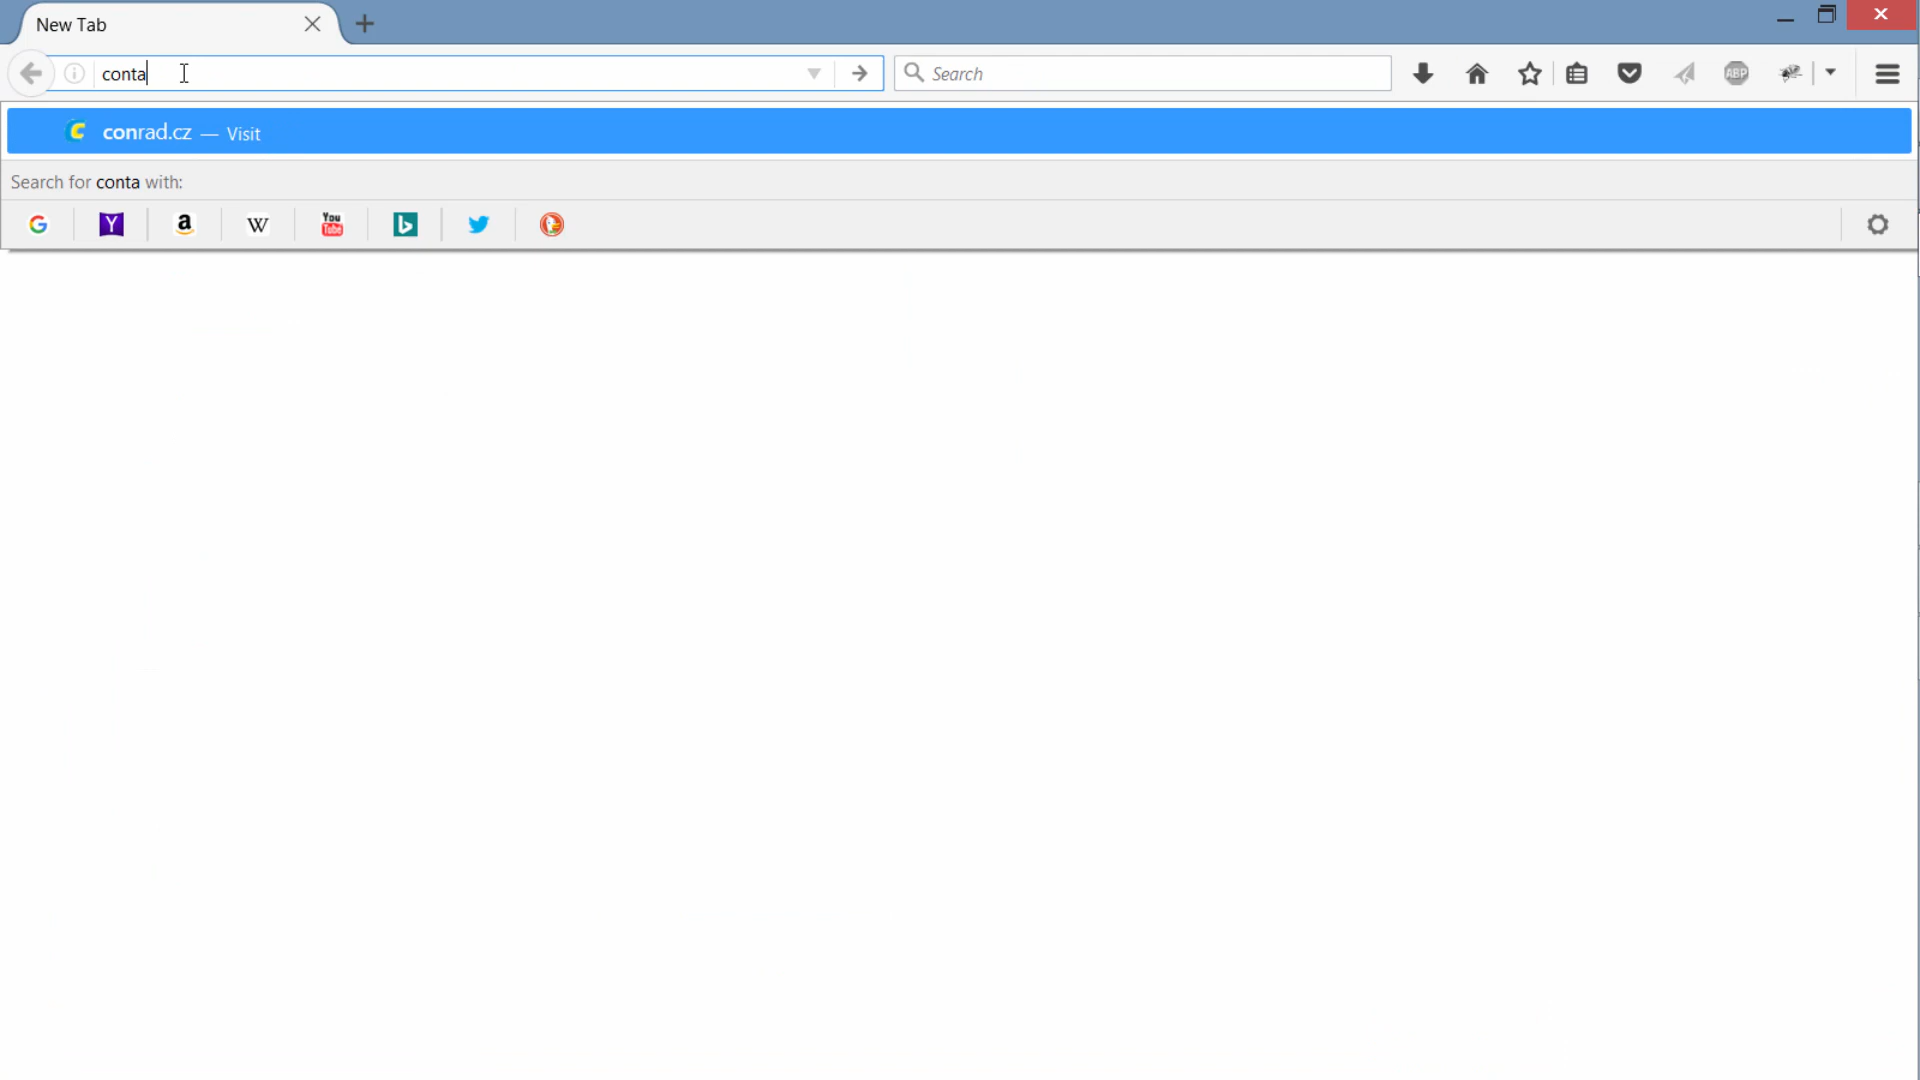 New Tab
conta
Search
conrad.cz — Visit
Search for conta with:
Y a W You Tube b
ABP